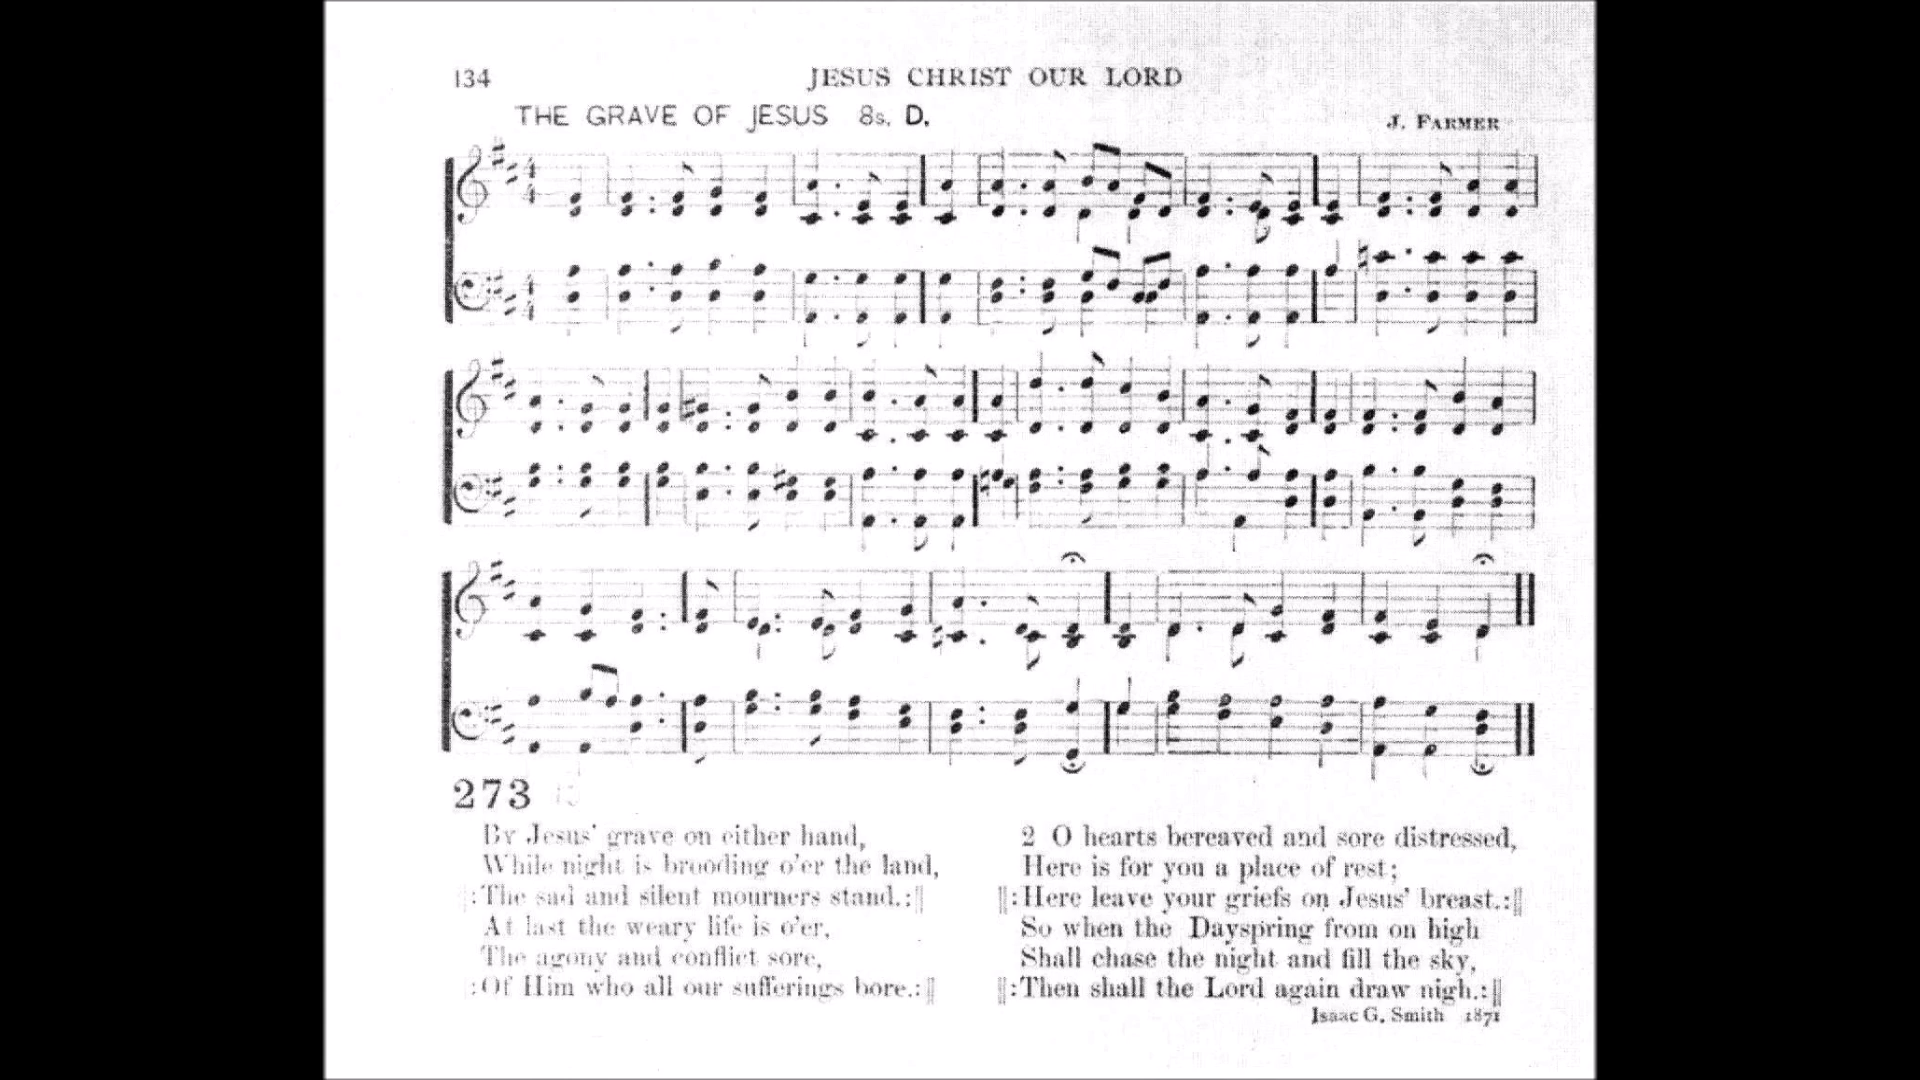 134
JESUS CHRIST OUR LORD
THE GRAVE OF JESUS 8s. D.
J. FARMER
273
By Jesus' grave on either hand,
While night is brooding o'er the land,
‖:The sad and silent mourners stand.:‖
At last the weary life is o'er,
The agony and conflict sore,
:Of Him who all our sufferings bore.:‖
2 O hearts bereaved and sore distressed,
Here is for you a place of rest;
‖:Here leave your griefs on Jesus' breast.:‖
So when the Dayspring from on high
Shall chase the night and fill the sky,
‖:Then shall the Lord again draw nigh.:‖
Isaac G. Smith 1871